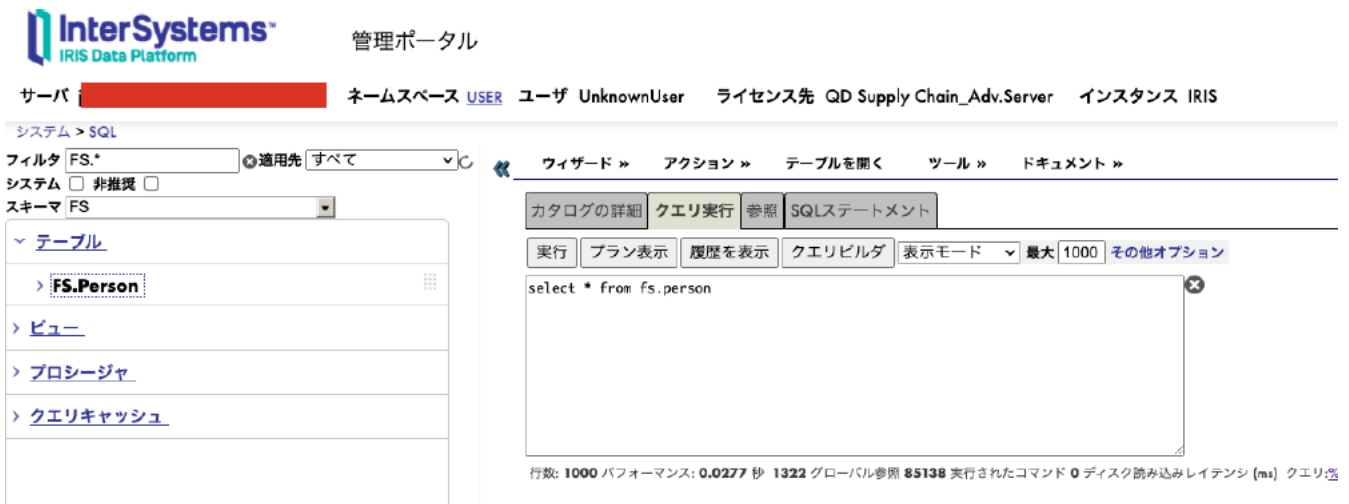 InterSystems™
IRIS Data Platform
管理ポータル
サーバ
ネームスペース USER ユーザ UnknownUser ライセンス先 QD Supply Chain_Adv.Server インスタンス IRIS
システム > SQL
フィルタ FS.* 適用先 すべて
システム 非推奨
スキーマ FS
テーブル
FS.Person
ビュー
プロシージャ
クエリキャッシュ
ウィザード » アクション » テーブルを開く ツール » ドキュメント »
カタログの詳細 クエリ実行 参照 SQLステートメント
実行 プラン表示 履歴を表示 クエリビルダ 表示モード 最大 1000 その他オプション
select * from fs.person
行数: 1000 パフォーマンス: 0.0277 秒 1322 グローバル参照 85138 実行されたコマンド 0 ディスク読み込みレイテンシ (ms) クエリ:%